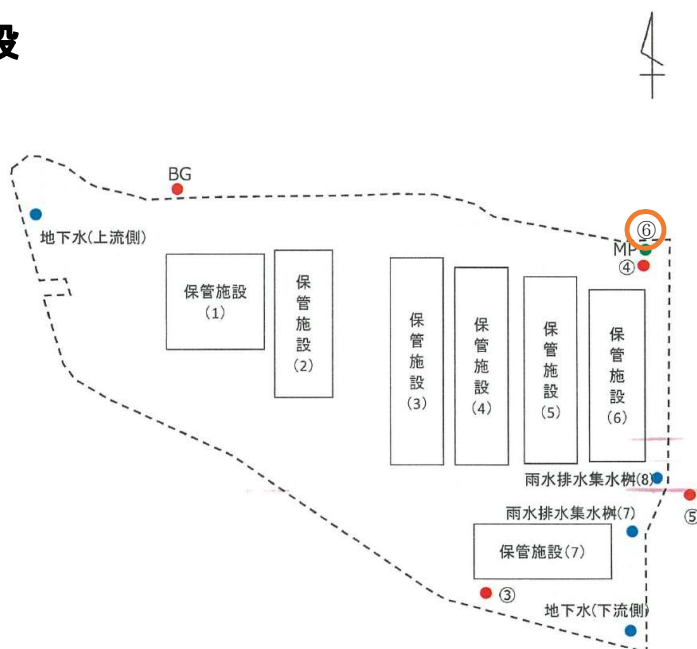 設
BG
⑥
MP
④
地下水(上流側)
保管施設
(1)
保管施設
(2)
保管施設
(3)
保管施設
(4)
保管施設
(5)
保管施設
(6)
雨水排水集水桝(8)
⑤
雨水排水集水桝(7)
保管施設(7)
③
地下水(下流側)